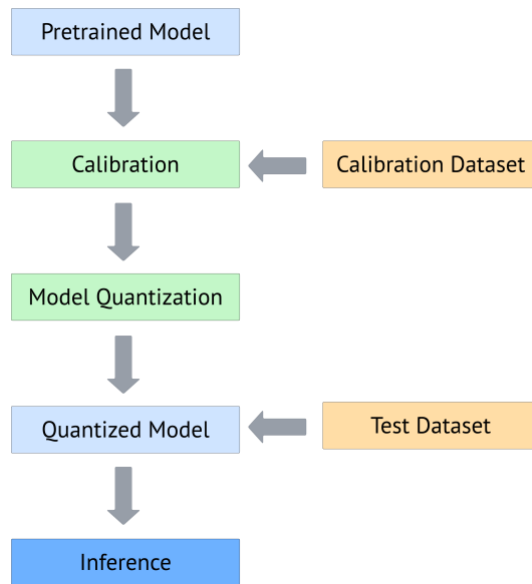 Pretrained Model
Calibration
Calibration Dataset
Model Quantization
Quantized Model
Test Dataset
Inference